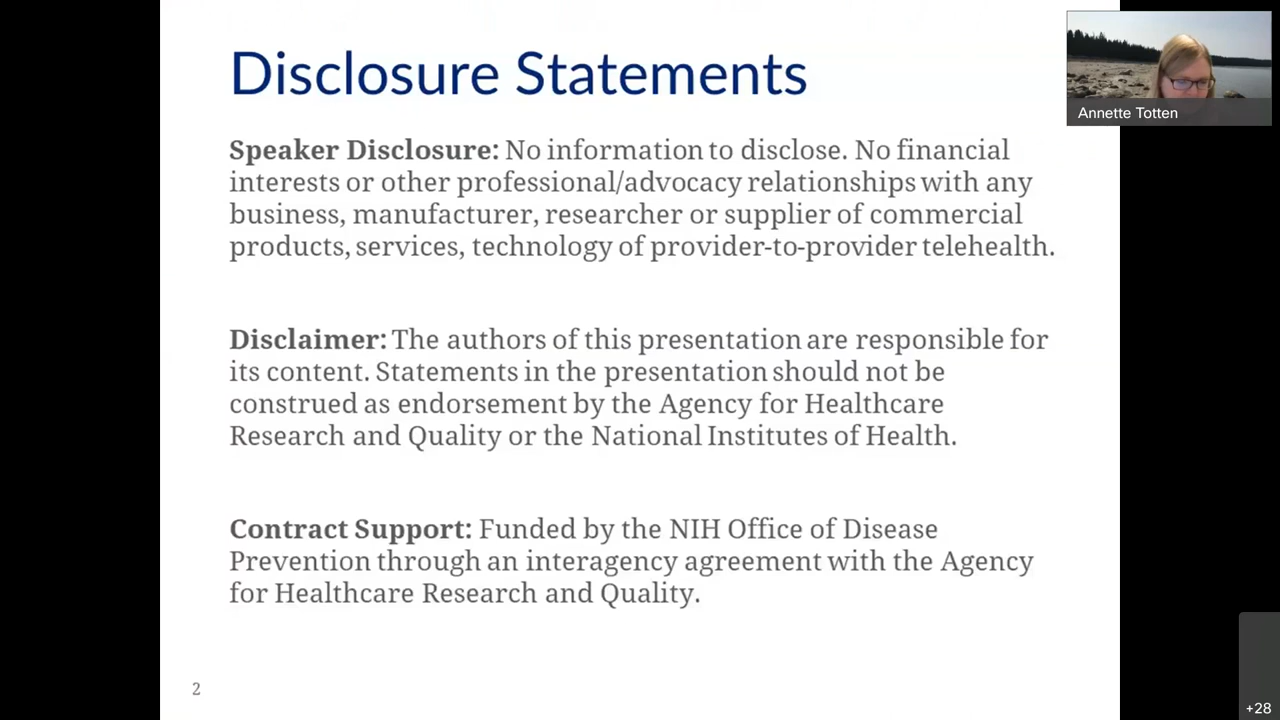 Disclosure Statements
Annette Totten
Speaker Disclosure: No information to disclose. No financial
interests or other professional/advocacy relationships with any
business, manufacturer, researcher or supplier of commercial
products, services, technology of provider-to-provider telehealth.
Disclaimer: The authors of this presentation are responsible for
its content. Statements in the presentation should not be
construed as endorsement by the Agency for Healthcare
Research and Quality or the National Institutes of Health.
Contract Support: Funded by the NIH Office of Disease
Prevention through an interagency agreement with the Agency
for Healthcare Research and Quality.
2
+28